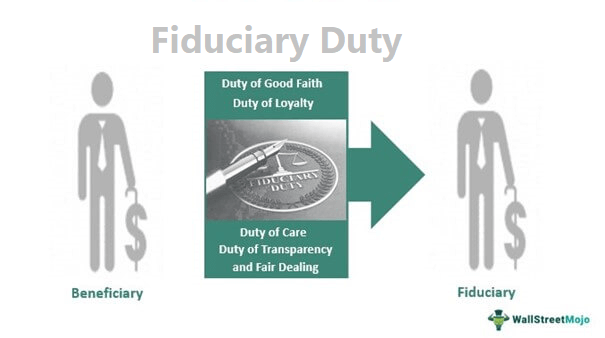 Fiduciary Duty
Duty of Good Faith
Duty of Loyalty
FIDUCIARY
DUTY
Duty of Care
Duty of Transparency
and Fair Dealing
Beneficiary
Fiduciary
WallStreetMojo